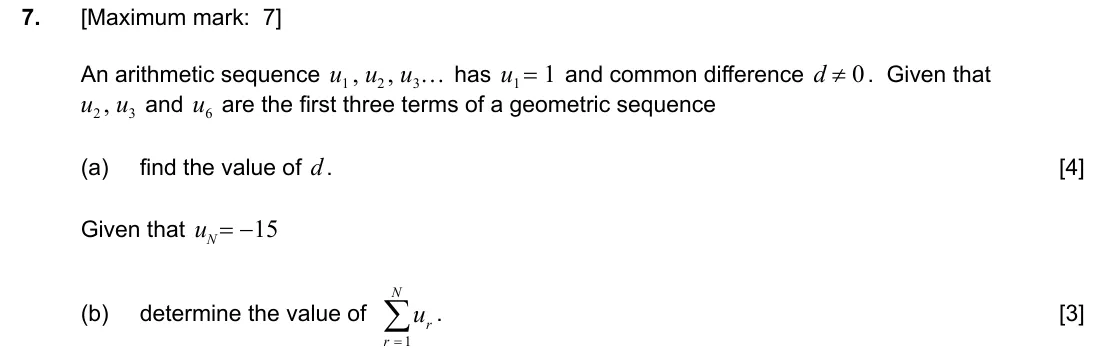 7. [Maximum mark: 7]
An arithmetic sequence u₁, u₂, u₃… has u₁= 1 and common difference d ≠ 0. Given that
u₂, u₃ and u₆ are the first three terms of a geometric sequence
(a) find the value of d. [4]
Given that u_N= −15
(b) determine the value of \sum_{r=1}^{N} u_r. [3]